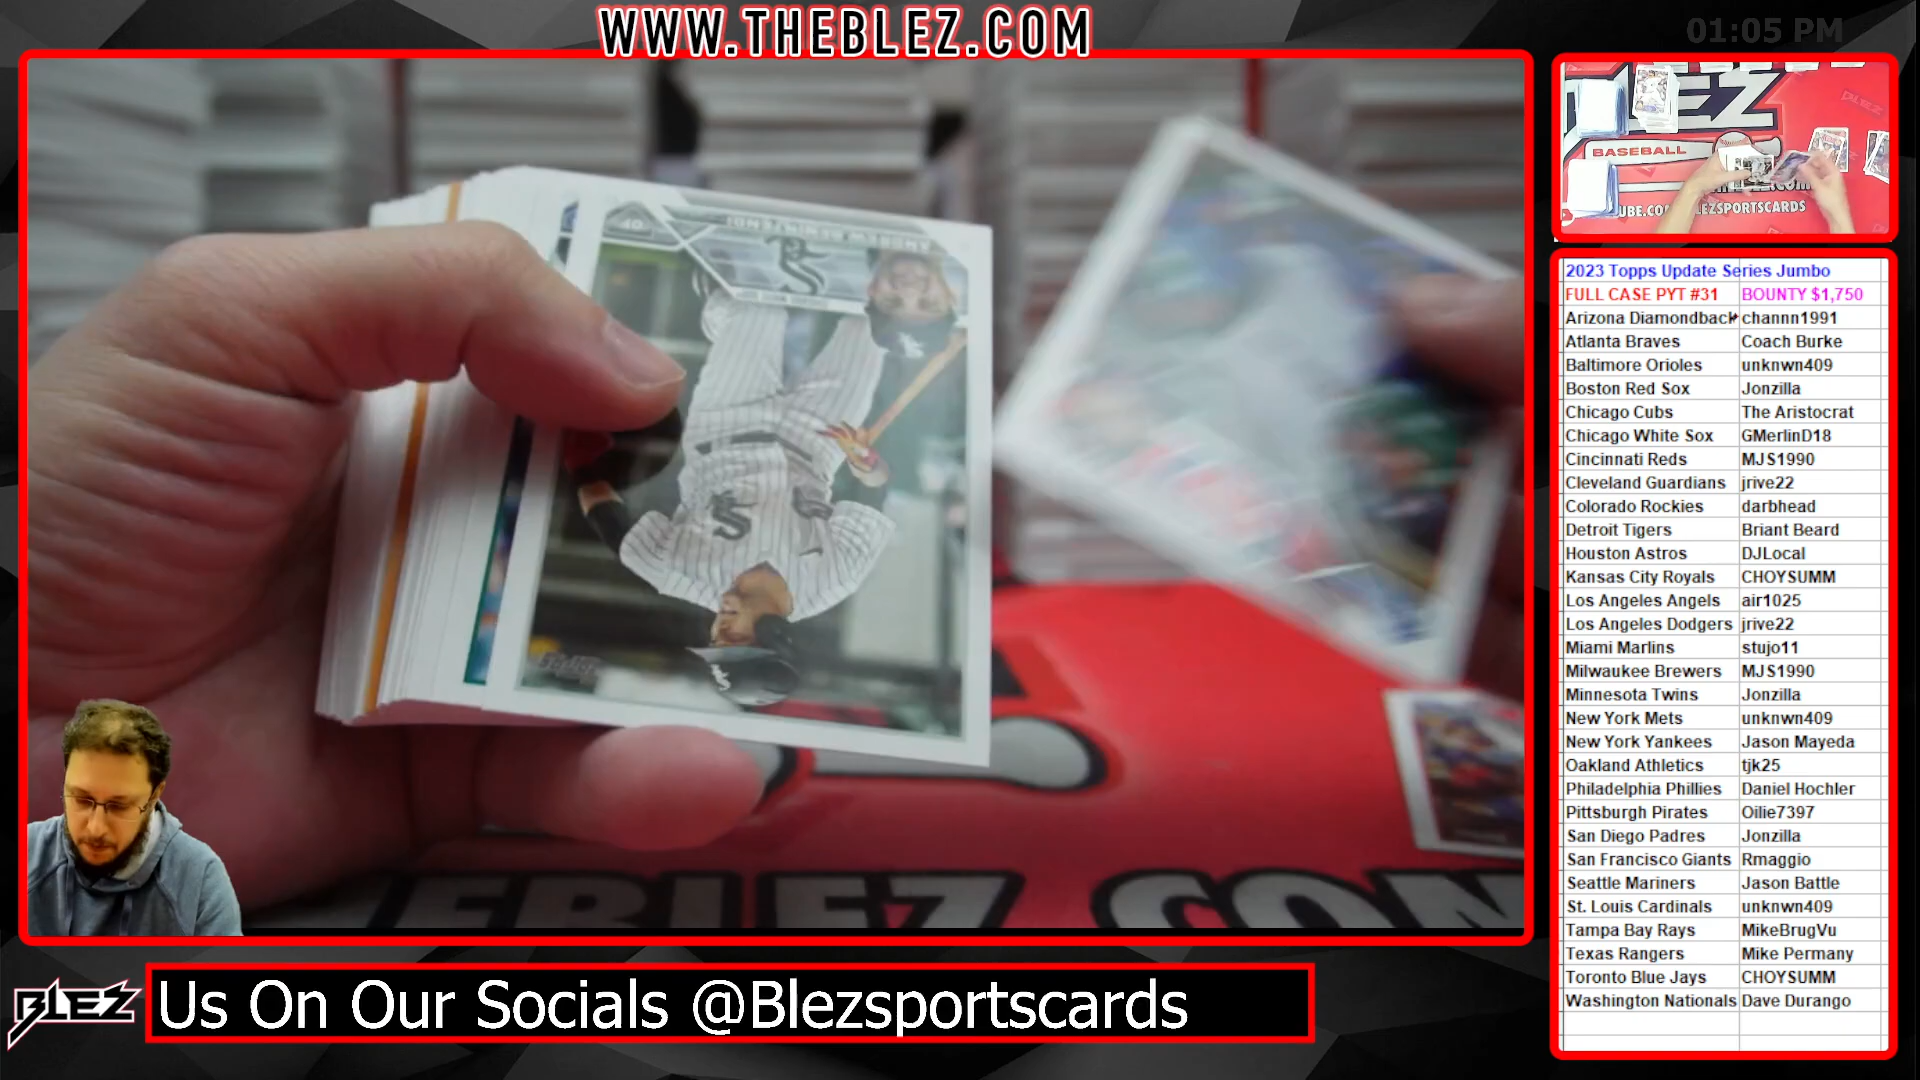 WWW.THEBLEZ.COM
01:05 PM
BLEZ
BASEBALL
UBE.CO
LEZSPORTSCARDS
2023 Topps Update Series Jumbo
FULL CASE PYT #31 BOUNTY $1,750
Arizona Diamondback channn1991
Atlanta Braves Coach Burke
Baltimore Orioles unknwn409
Boston Red Sox Jonzilla
Chicago Cubs The Aristocrat
Chicago White Sox GMerlinD18
Cincinnati Reds MJS1990
Cleveland Guardians jrive22
Colorado Rockies darbhead
Detroit Tigers Briant Beard
Houston Astros DJLocal
Kansas City Royals CHOYSUMM
Los Angeles Angels air1025
Los Angeles Dodgers jrive22
Miami Marlins stujo11
Milwaukee Brewers MJS1990
Minnesota Twins Jonzilla
New York Mets unknwn409
New York Yankees Jason Mayeda
Oakland Athletics tjk25
Philadelphia Phillies Daniel Hochler
Pittsburgh Pirates Oilie7397
San Diego Padres Jonzilla
San Francisco Giants Rmaggio
Seattle Mariners Jason Battle
St. Louis Cardinals unknwn409
Tampa Bay Rays MikeBrugVu
Texas Rangers Mike Permany
Toronto Blue Jays CHOYSUMM
Washington Nationals Dave Durango
EBLEZ.COM
BLEZ
Us On Our Socials @Blezsportscards